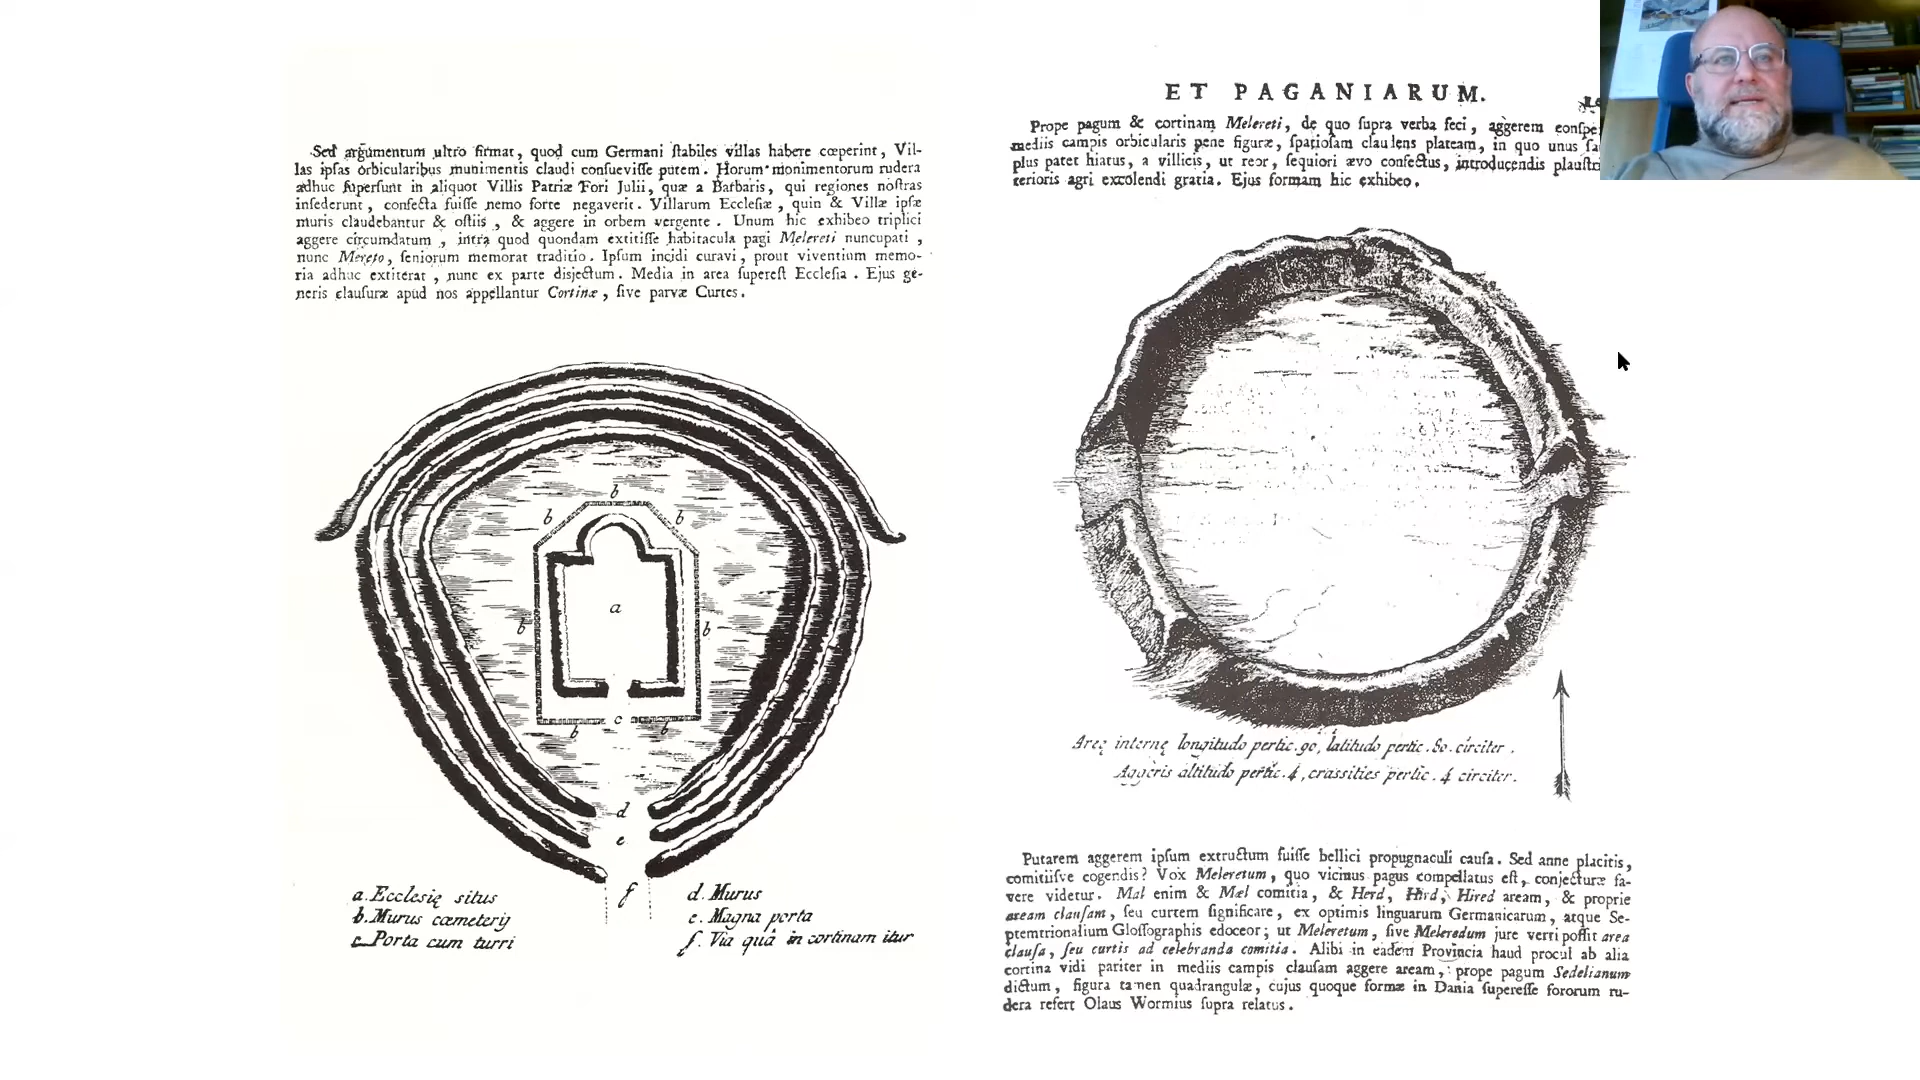 Sed argumentum ultro firmat, quod cum Germani ſtabiles villas habere cœperint, Vil-
las ipſas orbicularibus munimentis claudi conſueviſſe putem. Horum monimentorum rudera
adhuc ſuperſunt in aliquot Villis Patriæ Fori Julii, quæ a Barbaris, qui regiones noſtras
inſederunt, confecta fuiſſe nemo forte negaverit. Villarum Eccleſiæ, quin & Villæ ipſæ
muris claudebantur & oſtiis, & aggere in orbem vergente. Unum hic exhibeo triplici
aggere circumdatum, intra quod quondam extitiſſe habitacula pagi Melereti nuncupati,
nunc Mereto, ſeniorum memorat traditio. Ipſum incidi curavi, prout viventium memo-
ria adhuc extiterat, nunc ex parte disjectum. Media in area ſupereſt Eccleſia. Ejus ge-
neris clauſuræ apud nos appellantur Cortinæ, ſive parvæ Curtes.
b
b
b
a
b
b
c
b
b
d
e
f
a. Ecclesię situs
b. Murus cœmeterij
c. Porta cum turri
d. Murus
e. Magna porta
f. Via quâ in cortinam itur
ET PAGANIARUM.
Prope pagum & cortinam Melereti, de quo ſupra verba feci, aggerem conſpe
mediis campis orbicularis pene figuræ, ſpatioſam claudens plateam, in quo unus ſa
plus patet hiatus, a villicis, ut reor, ſequiori ævo confectus, introducendis plauſtri
terioris agri excolendi gratia. Ejus formam hic exhibeo.
Areę internę longitudo pertic. 90, latitudo pertic. 80. circiter.
Aggeris altitudo pertic. 4, crassities pertic. 4 circiter.
Putarem aggerem ipſum extructum fuiſſe bellici propugnaculi cauſa. Sed anne placitis,
comitiiſve cogendis? Vox Meleretum, quo vicinus pagus compellatus eſt, conjecturæ fa-
vere videtur. Mal enim & Mæl comitia, & Herd, Hird, Hired aream, & proprie
aream clauſam, ſeu curtem ſignificare, ex optimis linguarum Germanicarum, atque Se-
ptemtrionalium Gloſſographis edoceor; ut Meleretum, ſive Meleredum jure verti poſſit area
clauſa, ſeu curtis ad celebranda comitia. Alibi in eadem Provincia haud procul ab alia
cortina vidi pariter in mediis campis clauſam aggere aream, prope pagum Sedelianum
dictum, figura tamen quadrangulæ, cujus quoque formæ in Dania ſupereſſe fororum ru-
dera refert Olaus Wormius ſupra relatus.